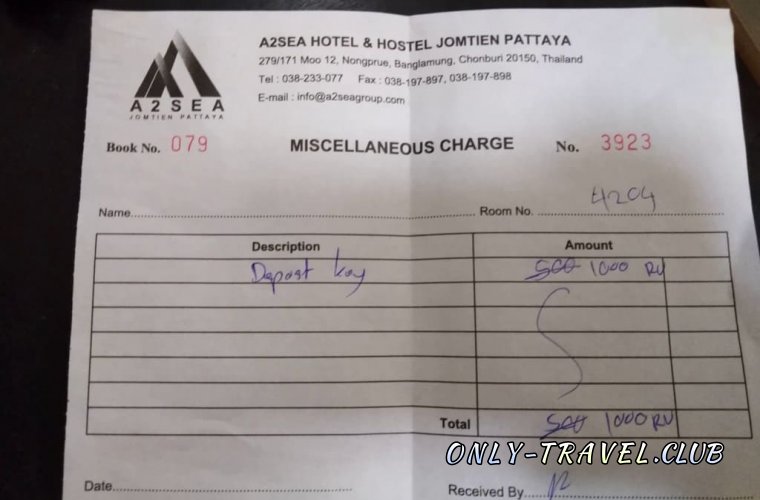 A2SEA HOTEL & HOSTEL JOMTIEN PATTAYA
279/171 Moo 12, Nongprue, Banglamung, Chonburi 20150, Thailand
Tel : 038-233-077 Fax : 038-197-897, 038-197-898
E-mail : info@a2seagroup.com
A2SEA
JOMTIEN PATTAYA
Book No. 079 MISCELLANEOUS CHARGE No. 3923
Name Room No. 4204
Description Amount
Deposit key 500 1000 RU
Total 500 1000 RU
ONLY-TRAVEL.CLUB
Date Received By